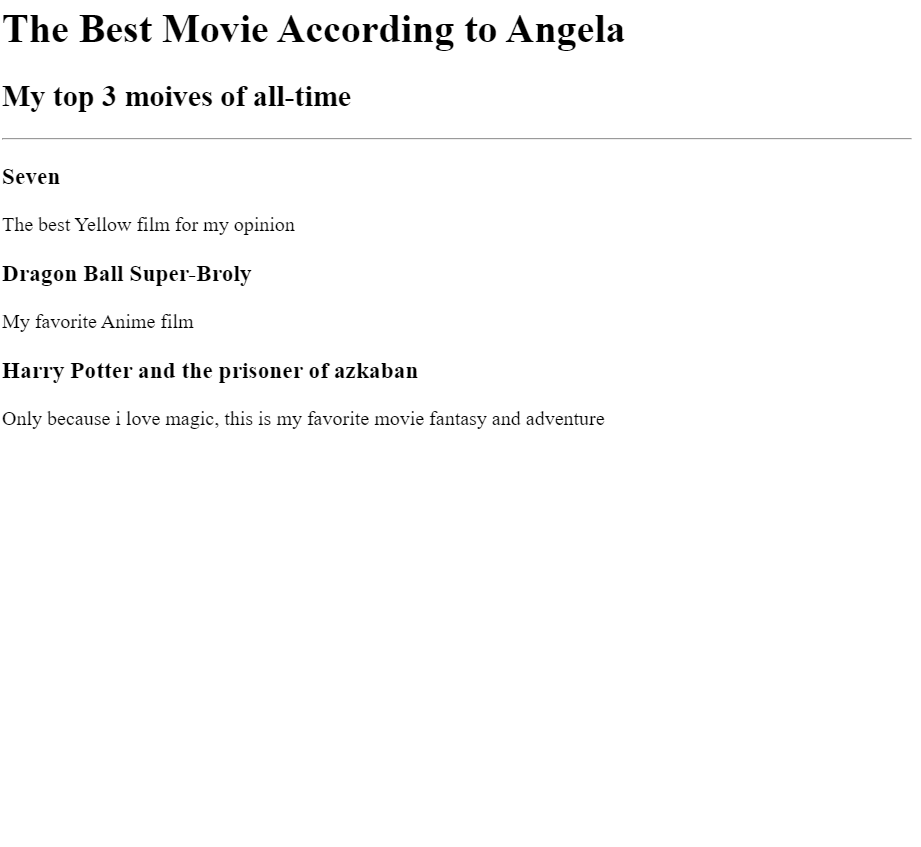 The Best Movie According to Angela
My top 3 moives of all-time
Seven
The best Yellow film for my opinion
Dragon Ball Super-Broly
My favorite Anime film
Harry Potter and the prisoner of azkaban
Only because i love magic, this is my favorite movie fantasy and adventure